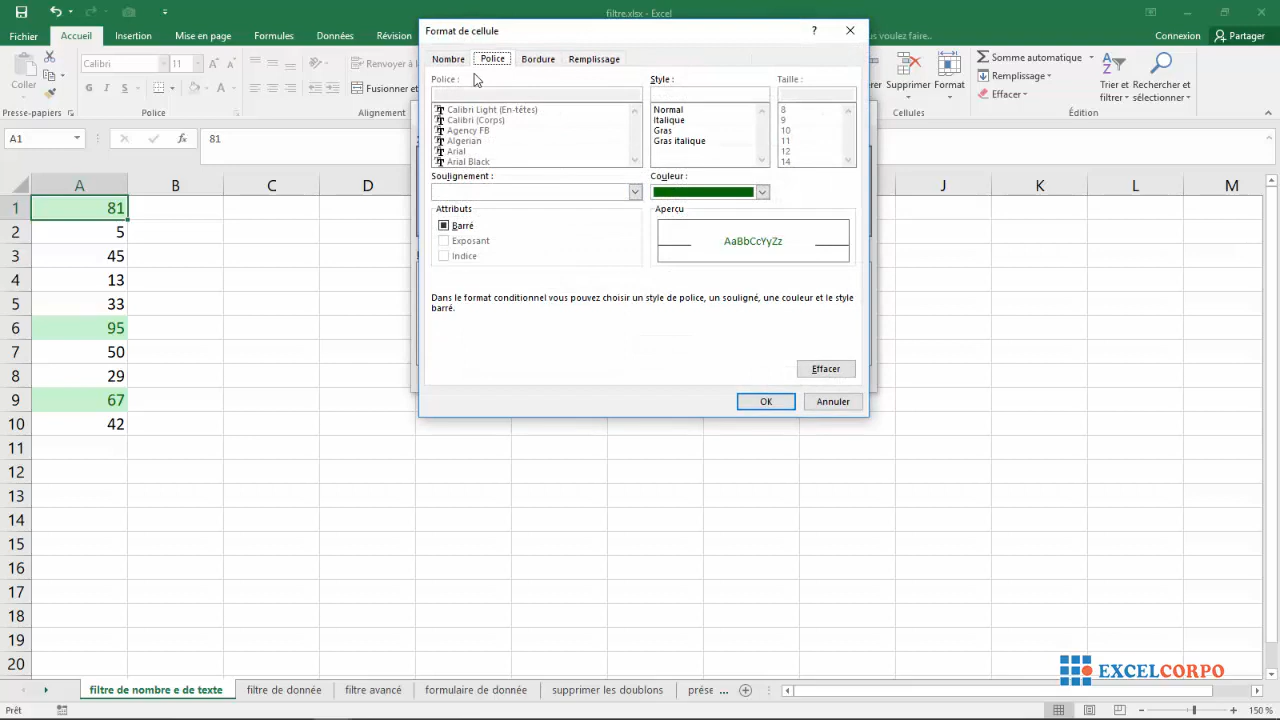 filtre.xlsx - Excel
Fichier Accueil Insertion Mise en page Formules Données Révision
vous voulez faire.. Connexion Partager
Coller
Calibri 11
G I S
Renvoyer à
Fusionner e
Presse-papiers Police
Supprimer Format
Cellules
Somme automatique
Remplissage
Effacer
Trier et Rechercher et
filtrer sélectionner
Édition
A1 81
Format de cellule
Nombre Police Bordure Remplissage
Police : Style : Taille :
Calibri Light (En-têtes) Normal 8
Calibri (Corps) Italique 9
Agency FB Gras 10
Algerian Gras italique 11
Arial 12
Arial Black 14
Soulignement : Couleur :
Attributs Aperçu
Barré
Exposant
Indice
AaBbCcYyZz
Dans le format conditionnel vous pouvez choisir un style de police, un souligné, une couleur et le style
barré.
Effacer
OK Annuler
A B C D J K L M
1 81
2 5
3 45
4 13
5 33
6 95
7 50
8 29
9 67
10 42
11
12
13
14
15
16
17
18
19
20
EXCELCORPO
filtre de nombre e de texte filtre de donnée filtre avancé formulaire de donnée supprimer les doublons prése ...
Prêt 150 %